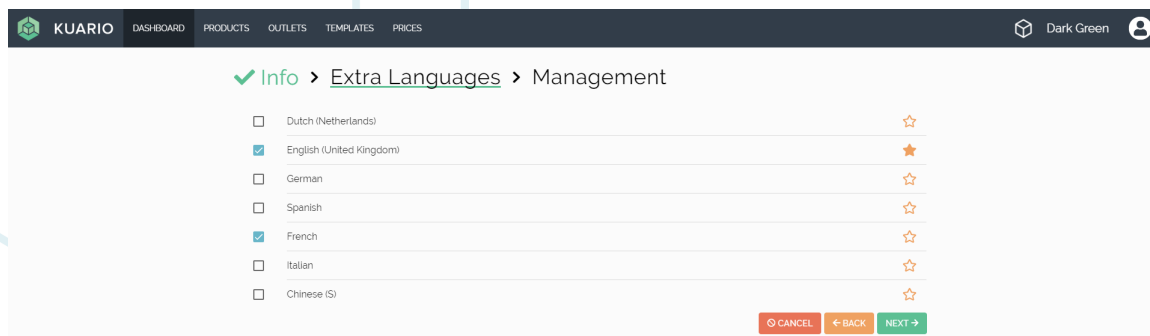 KUARIO DASHBOARD PRODUCTS OUTLETS TEMPLATES PRICES Dark Green
Info > Extra Languages > Management
Dutch (Netherlands)
English (United Kingdom)
German
Spanish
French
Italian
Chinese (S)
CANCEL BACK NEXT